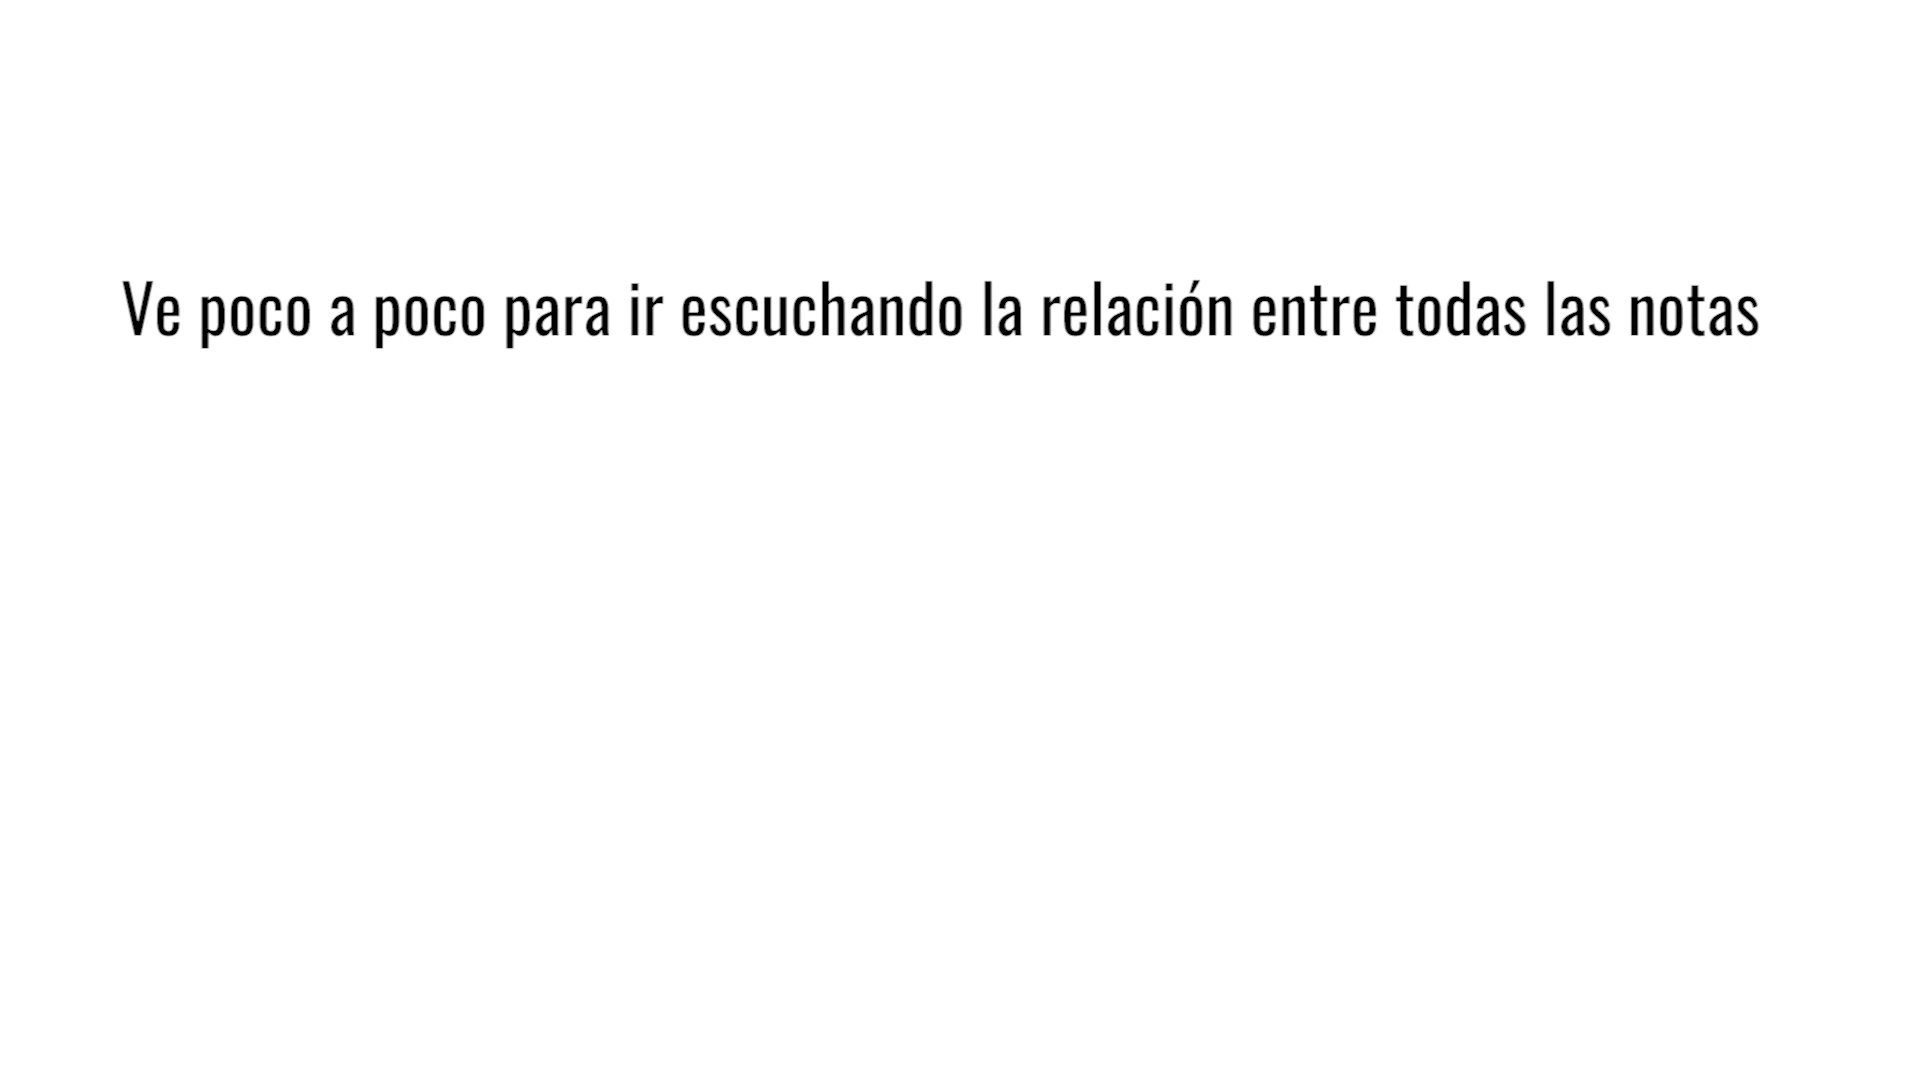 Ve poco a poco para ir escuchando la relación entre todas las notas